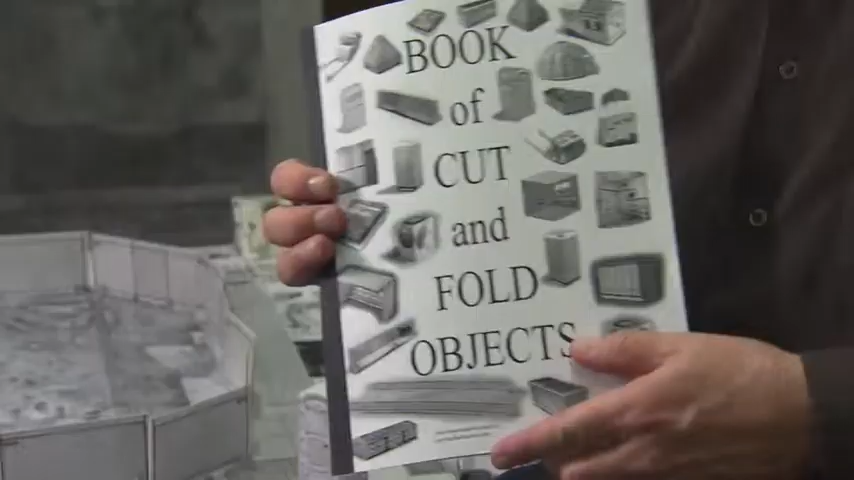 BOOK
of
CUT
and
FOLD
OBJECTS